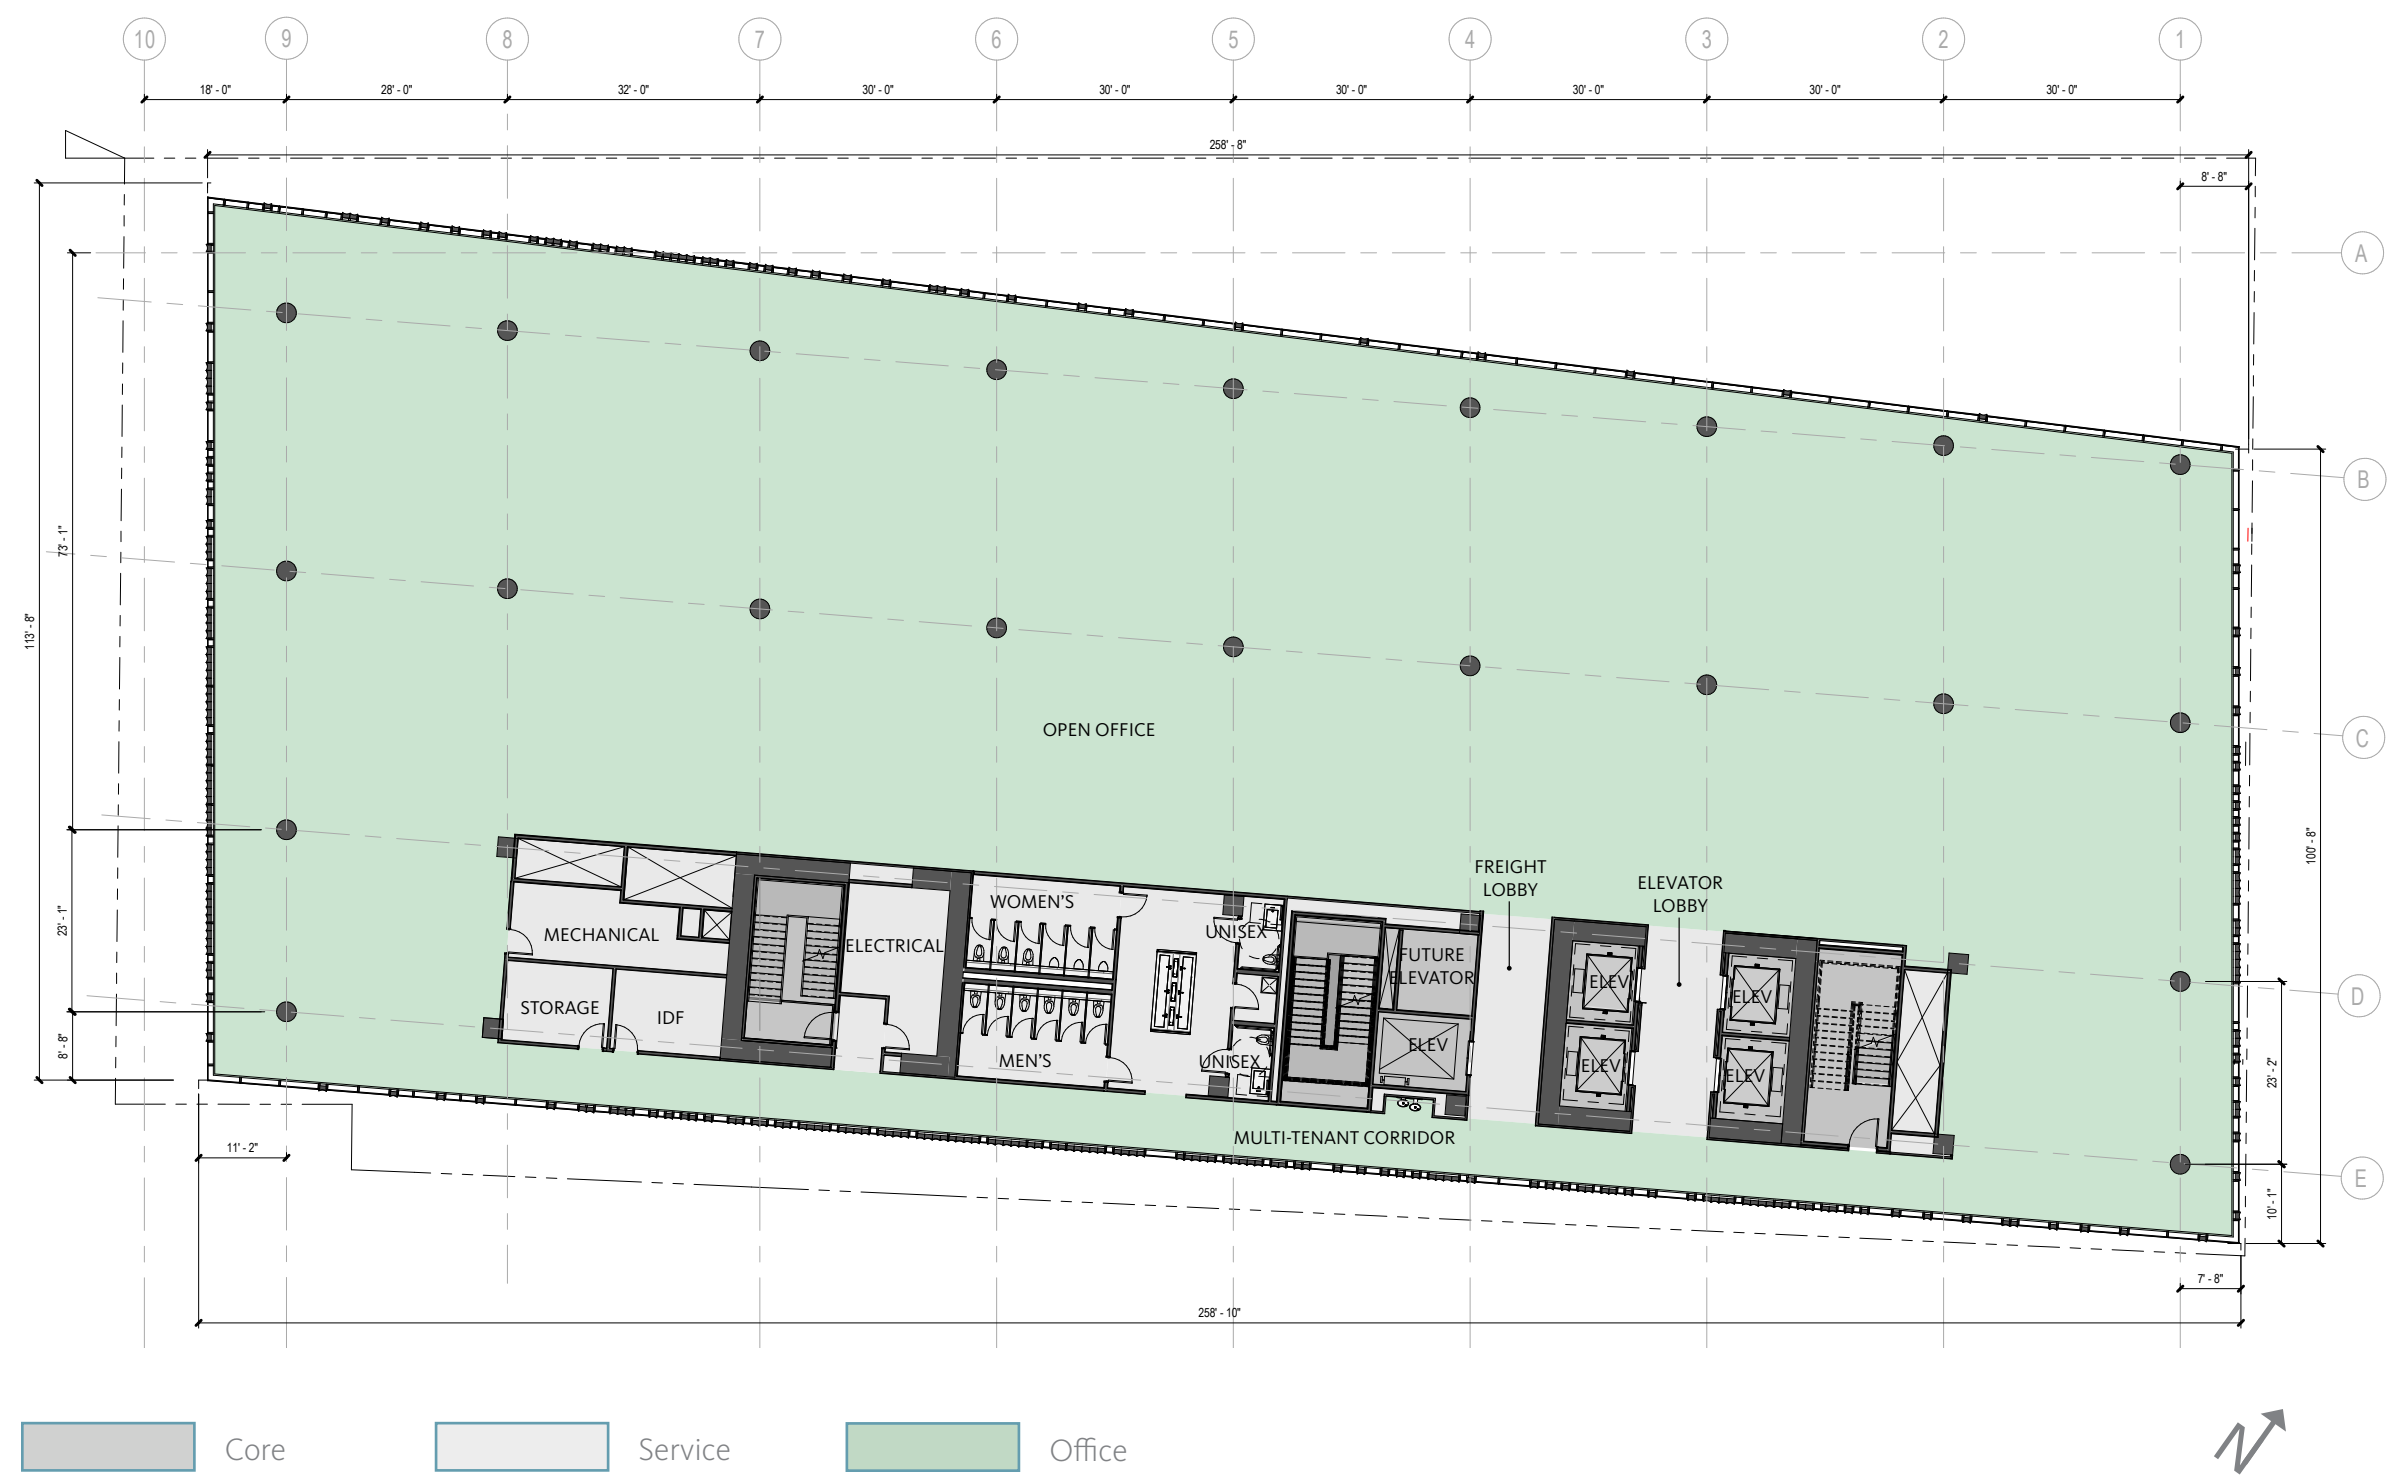 10 9 8 7 6 5 4 3 2 1
18' - 0" 28' - 0" 32' - 0" 30' - 0" 30' - 0" 30' - 0" 30' - 0" 30' - 0" 30' - 0"
258' - 8"
8' - 8"
A
B
C
D
E
73' - 1"
113' - 8"
23' - 1"
8' - 8"
100' - 8"
23' - 2"
10' - 1"
OPEN OFFICE
FREIGHT
LOBBY
ELEVATOR
LOBBY
WOMEN'S
UNISEX
MECHANICAL
ELECTRICAL
FUTURE
ELEVATOR
ELEV
ELEV
STORAGE
IDF
MEN'S
UNISEX
ELEV
ELEV
ELEV
MULTI-TENANT CORRIDOR
11' - 2"
7' - 8"
258' - 10"
Core
Service
Office
N